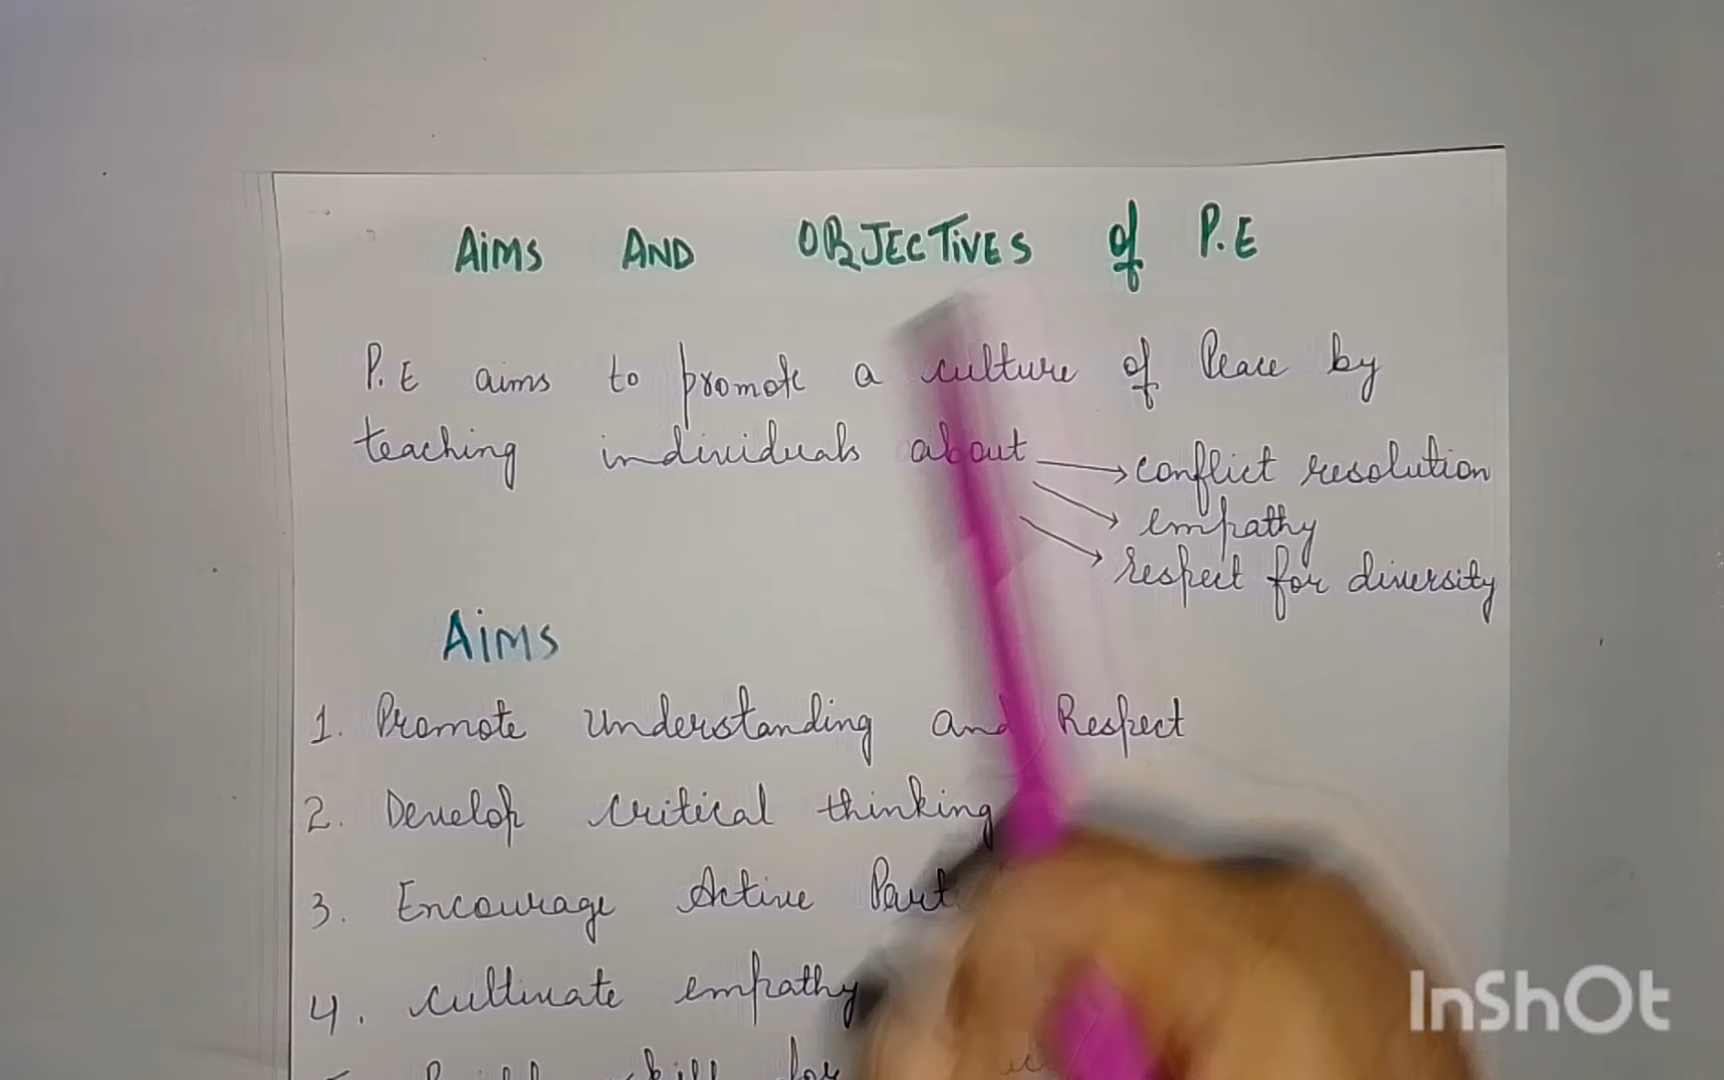 AIMS AND OBJECTIVES of P.E
P.E aims to promote a culture of Peace by
teaching individuals about
conflict resolution
empathy
respect for diversity
AIMS
1. Promote understanding and Respect
2. Develop critical thinking
3. Encourage Active Part
4. cultivate empathy
skill for
InShOt